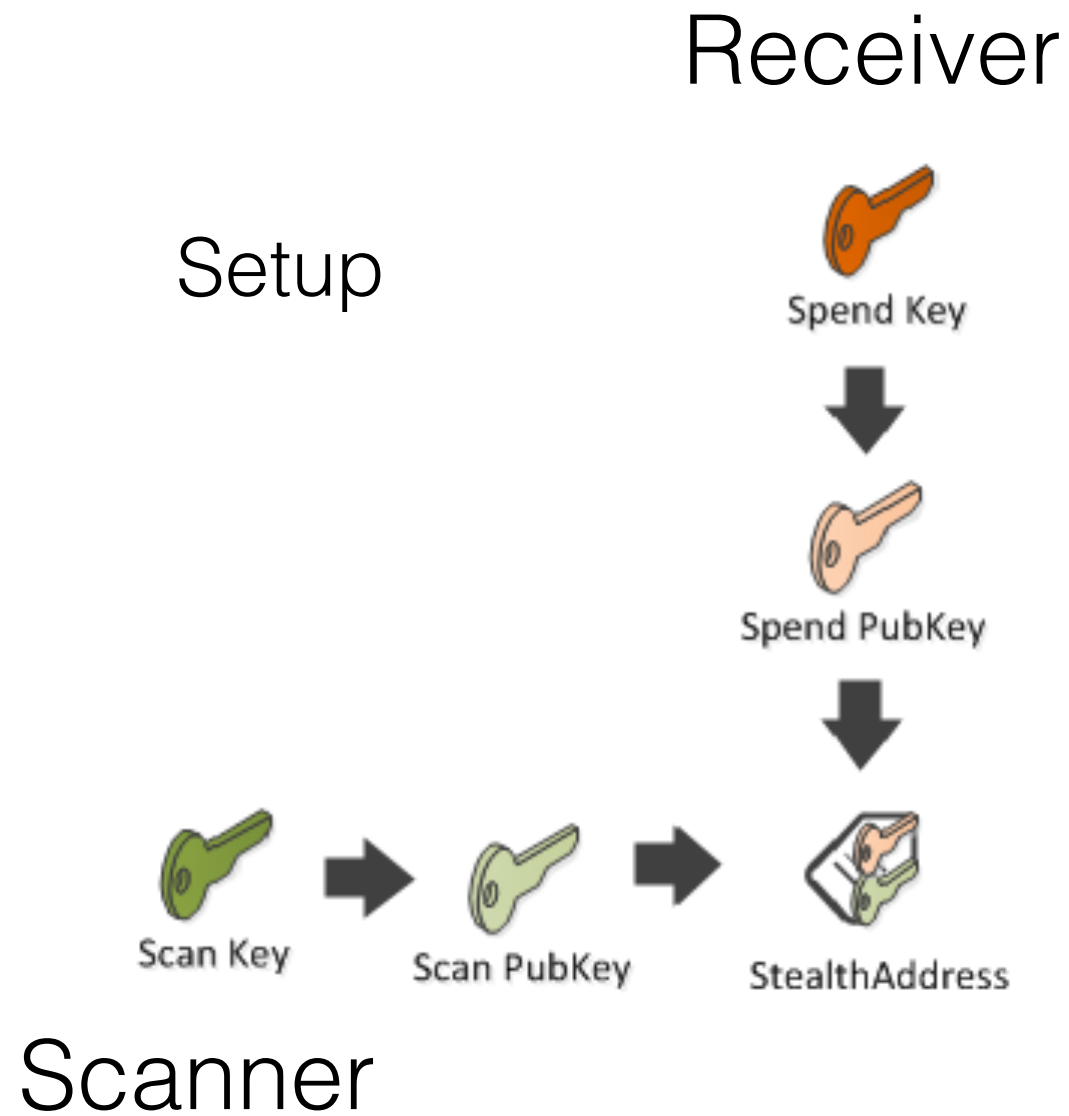 Receiver
Setup
Spend Key
Spend PubKey
Scan Key
Scan PubKey
StealthAddress
Scanner